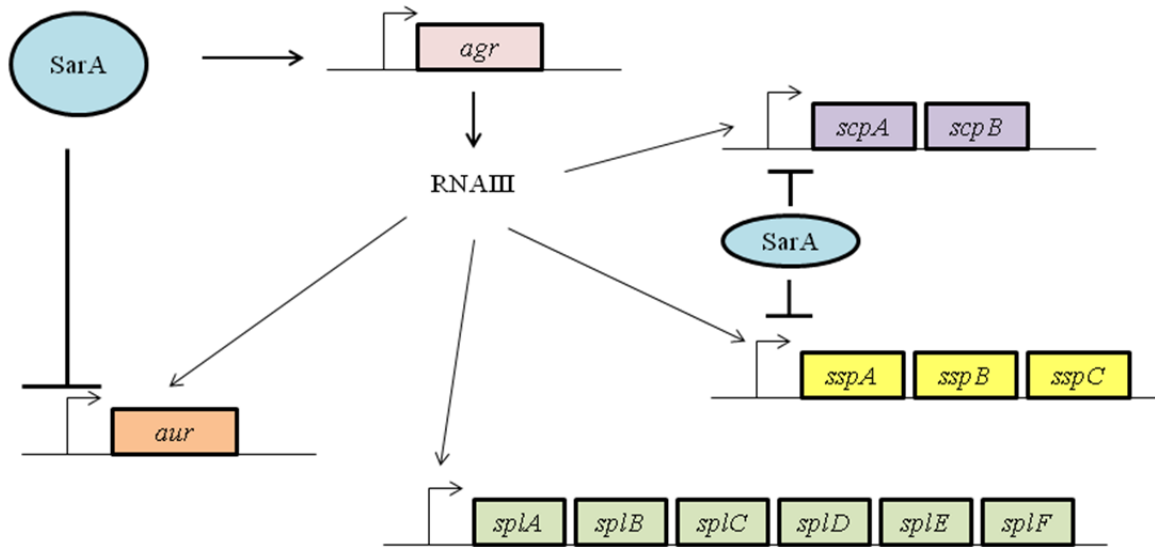 SarA
agr
scpA scpB
RNAIII
SarA
sspA sspB sspC
aur
splA splB splC splD splE splF